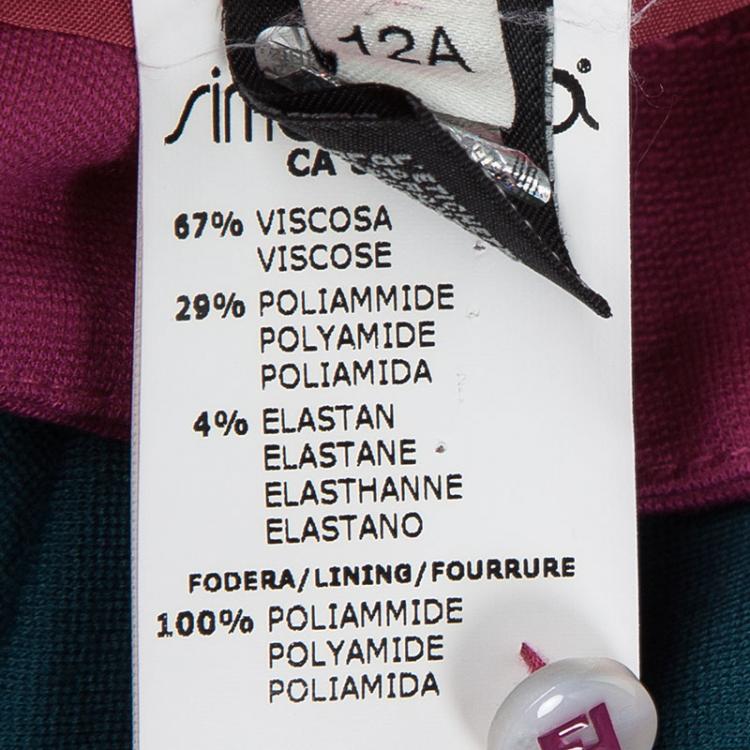 12A
CA
67% VISCOSA
VISCOSE
29% POLIAMMIDE
POLYAMIDE
POLIAMIDA
4% ELASTAN
ELASTANE
ELASTHANNE
ELASTANO
FODERA/LINING/FOURRURE
100% POLIAMMIDE
POLYAMIDE
POLIAMIDA